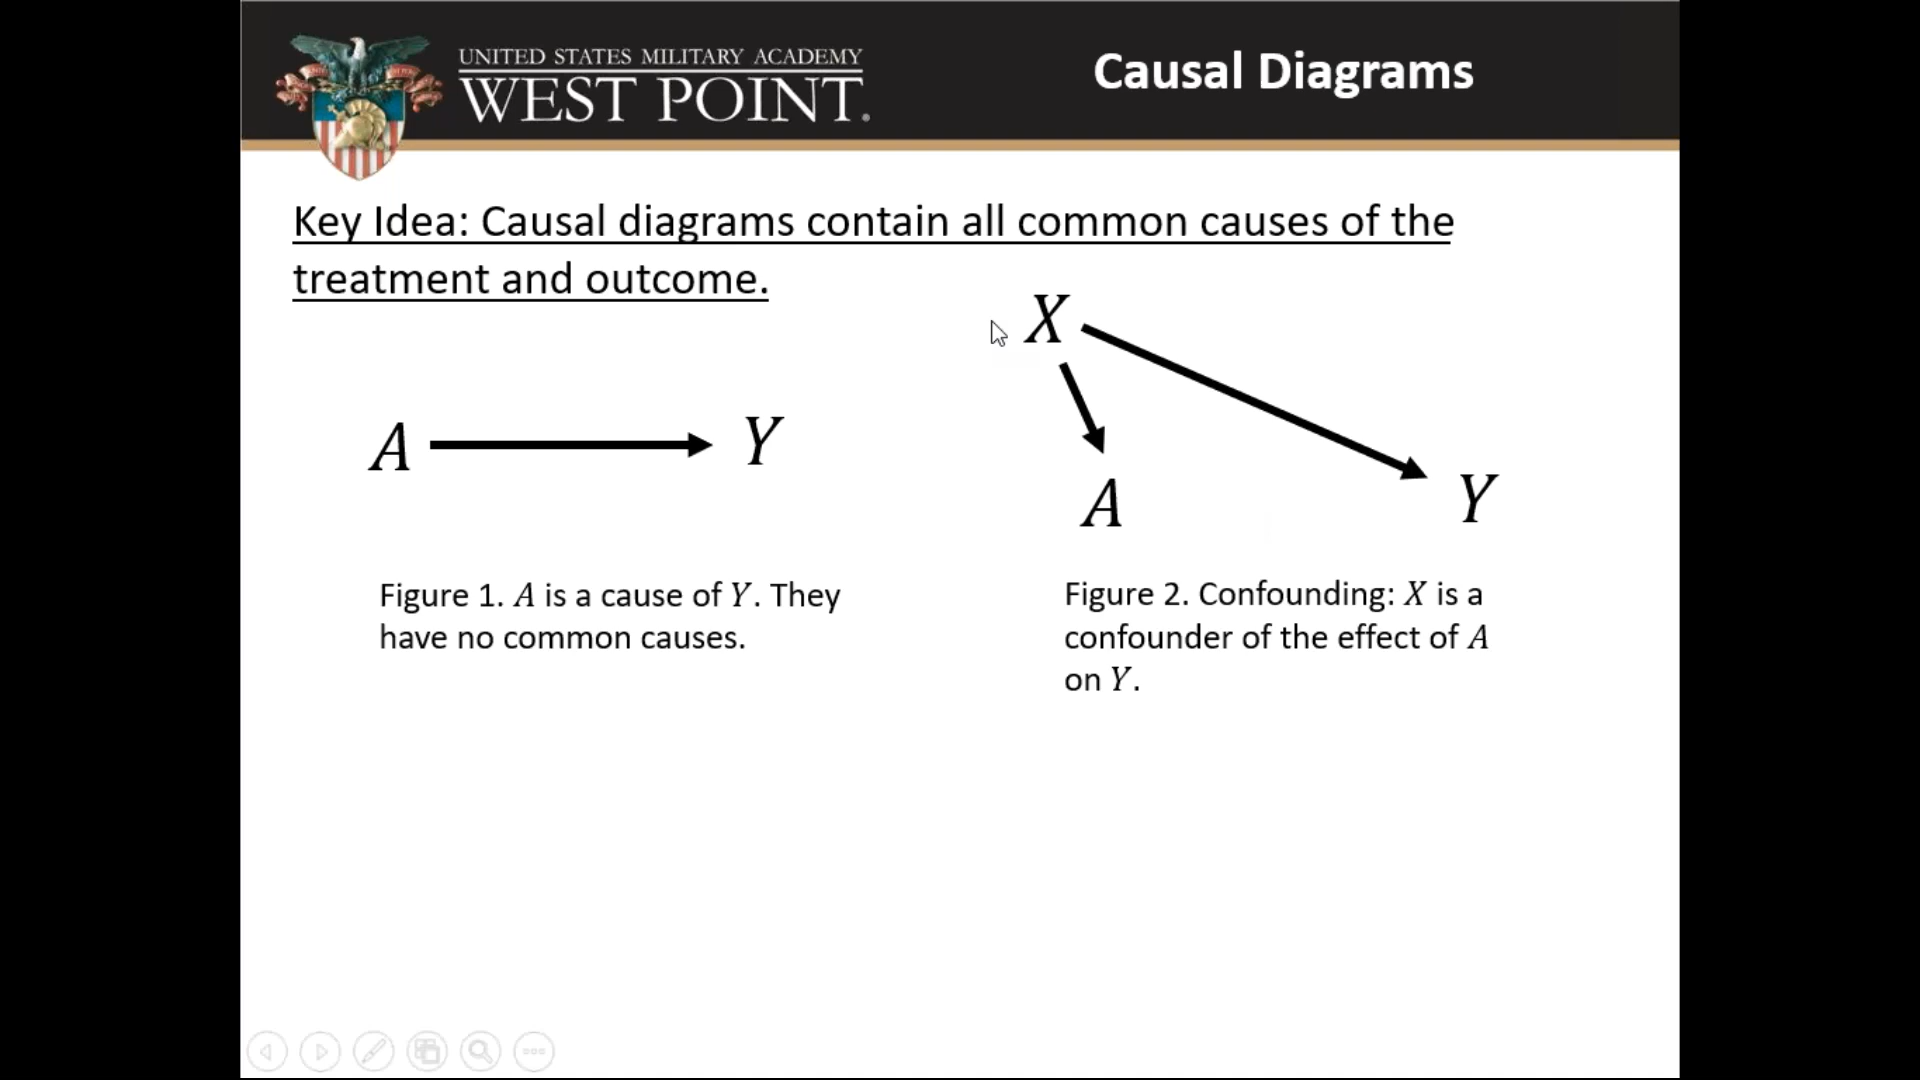 UNITED STATES MILITARY ACADEMY
WEST POINT.
Causal Diagrams
Key Idea: Causal diagrams contain all common causes of the
treatment and outcome.
X
A
Y
A
Y
Figure 1. A is a cause of Y. They
have no common causes.
Figure 2. Confounding: X is a
confounder of the effect of A
on Y.